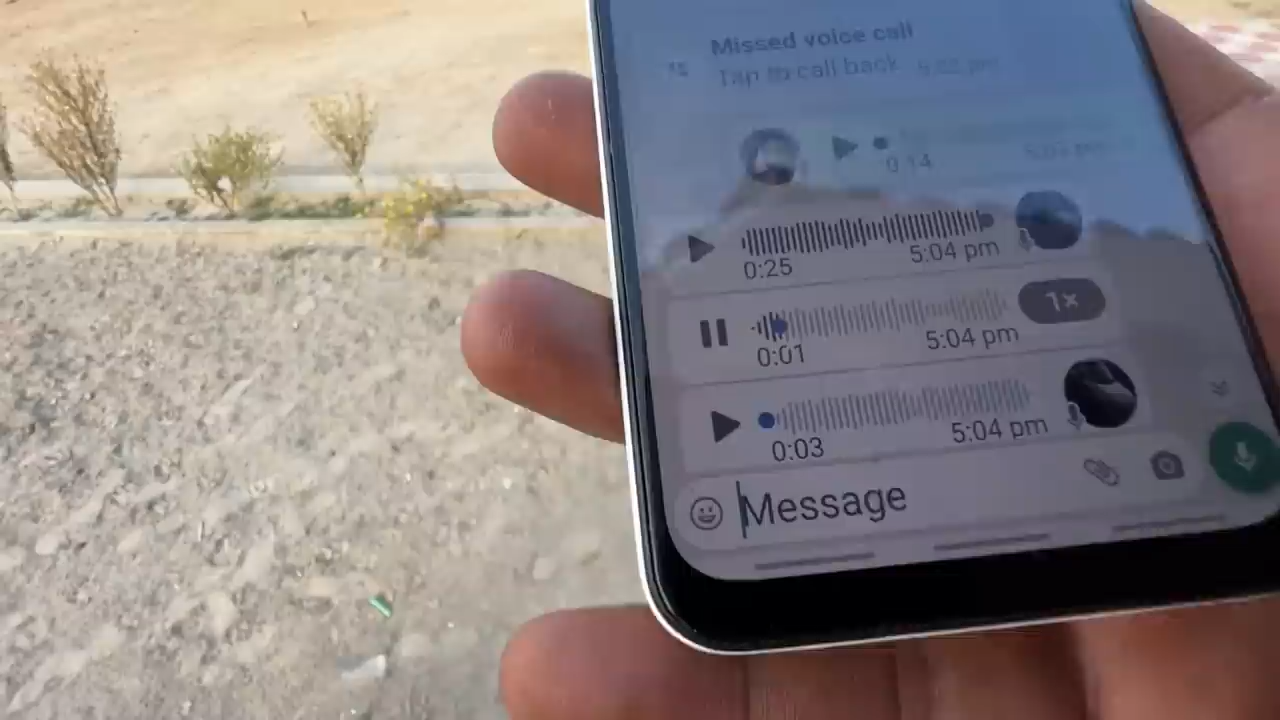 Missed voice call
Tap to call back
0:14
0:25 5:04 pm
1×
0:01 5:04 pm
0:03 5:04 pm
Message